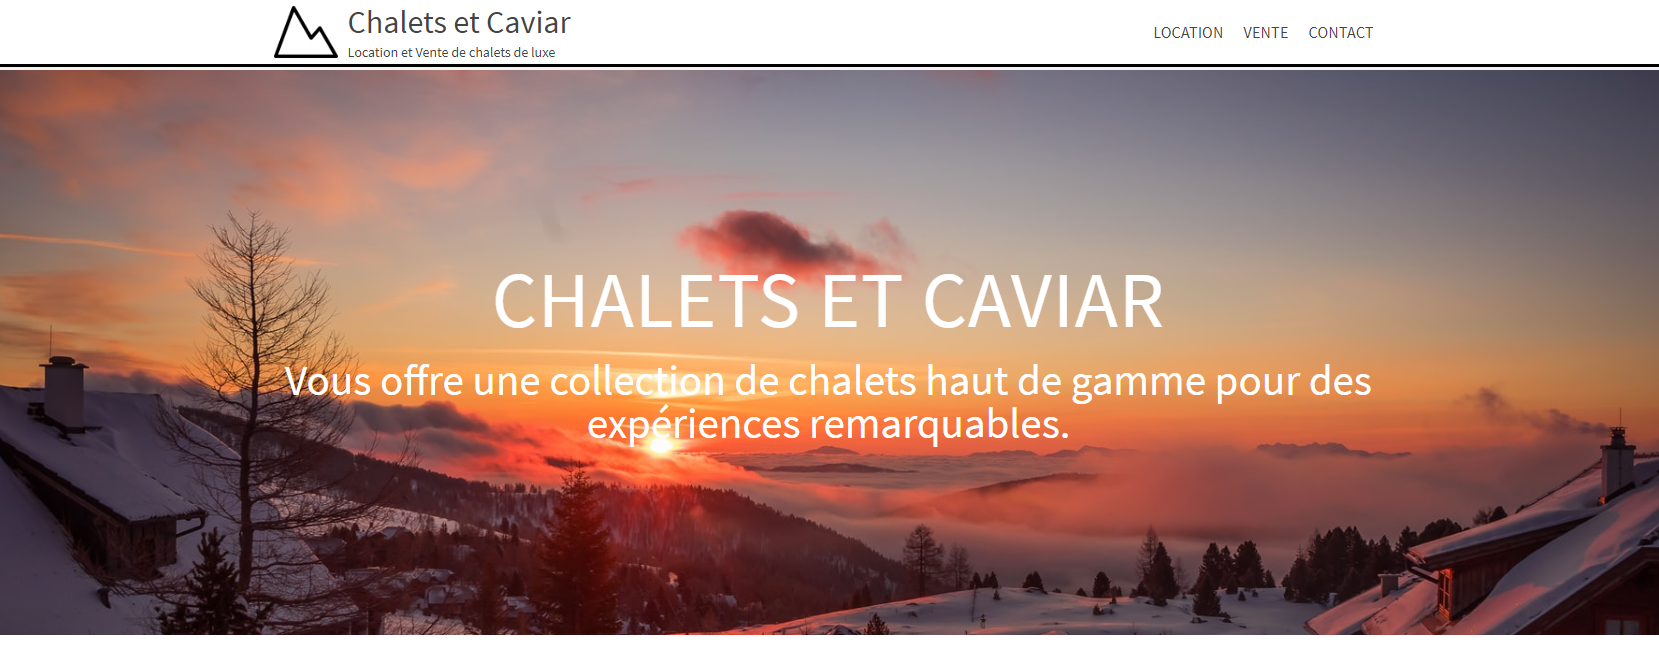 Chalets et Caviar
Location et Vente de chalets de luxe
LOCATION VENTE CONTACT
CHALETS ET CAVIAR
Vous offre une collection de chalets haut de gamme pour des
expériences remarquables.